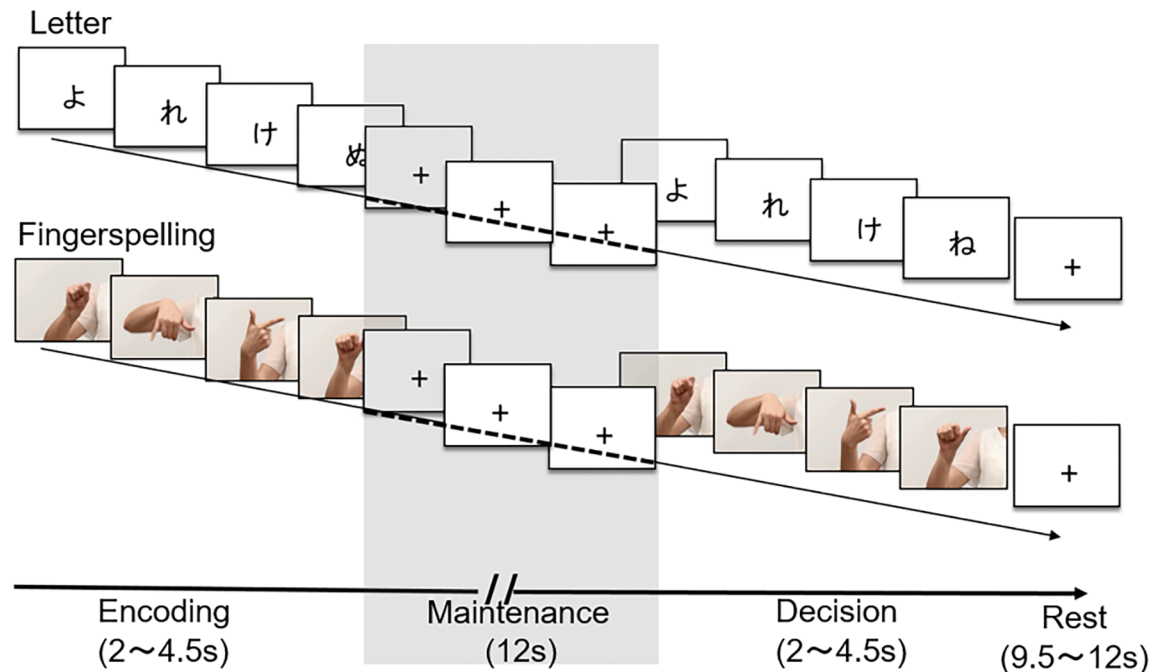 Letter
よ
れ
け
ぬ
+
+
+
よ
れ
け
ね
+
Fingerspelling
+
+
+
+
Encoding
(2〜4.5s)
Maintenance
(12s)
Decision
(2〜4.5s)
Rest
(9.5〜12s)